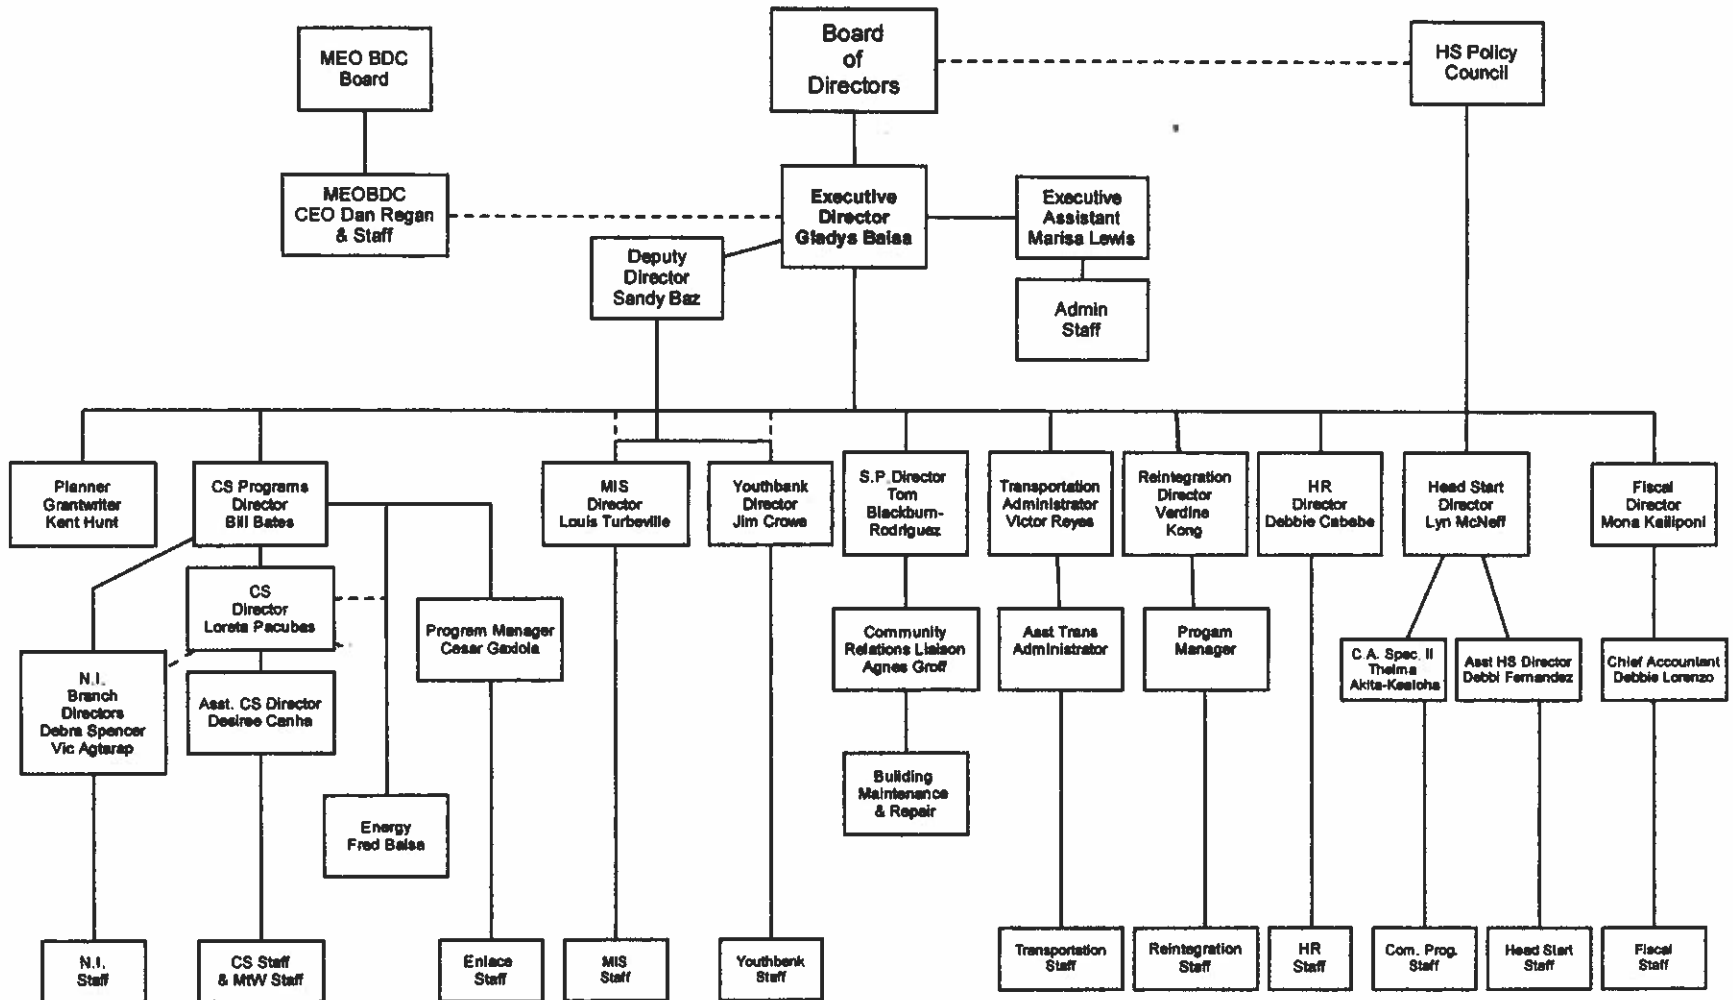 MEO BDC
Board
Board
of
Directors
HS Policy
Council
MEOBDC
CEO Dan Regan
& Staff
Executive
Director
Gladys Baisa
Executive
Assistant
Marisa Lewis
Deputy
Director
Sandy Baz
Admin
Staff
Planner
Grantwriter
Kent Hunt
CS Programs
Director
Bill Bates
MIS
Director
Louis Turbeville
Youthbank
Director
Jim Crowe
S.P. Director
Tom
Blackburn-
Rodriguez
Transportation
Administrator
Victor Reyes
Reintegration
Director
Verdine
Kong
HR
Director
Debbie Cabebe
Head Start
Director
Lyn McNeff
Fiscal
Director
Mona Kailiponi
CS
Director
Loreta Pacubas
Program Manager
Cesar Gaxiola
Community
Relations Liaison
Agnes Groff
Asst Trans
Administrator
Progam
Manager
C.A. Spec. II
Thelma
Akita-Kealoha
Asst HS Director
Debbi Fernandez
Chief Accountant
Debbie Lorenzo
N.I.
Branch
Directors
Debra Spencer
Vic Agtarap
Asst. CS Director
Desiree Canha
Building
Maintenance
& Repair
Energy
Fred Baisa
N.I.
Staff
CS Staff
& MtW Staff
Enlace
Staff
MIS
Staff
Youthbank
Staff
Transportation
Staff
Reintegration
Staff
HR
Staff
Com. Prog.
Staff
Head Start
Staff
Fiscal
Staff